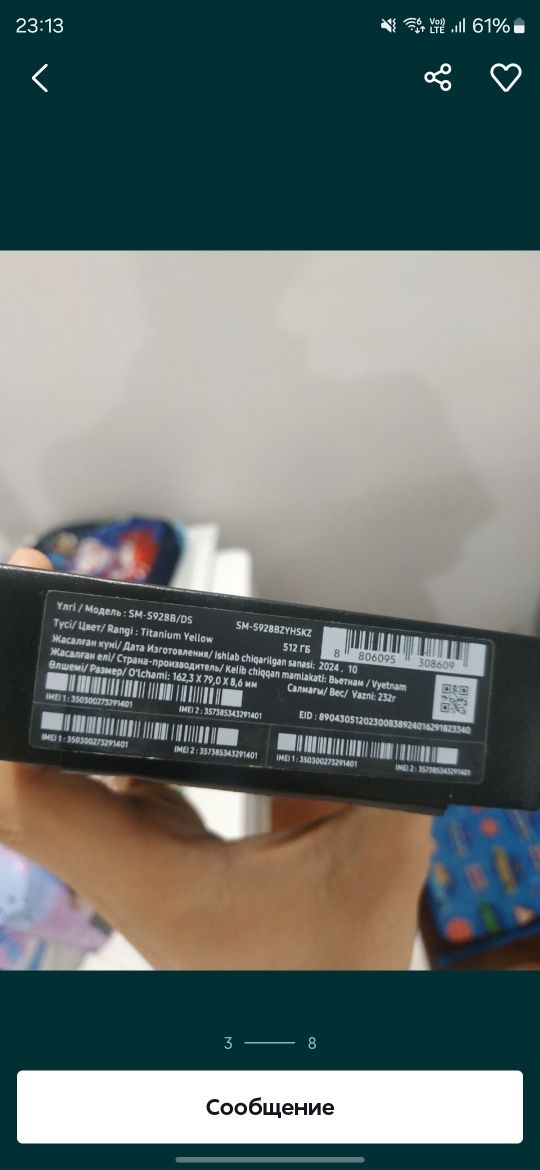 23:13
Vo)) LTE 61%
Үлгі / Модель : SM-S928B/DS
SM-S928BZYHSKZ
Түсі/ Цвет/ Rangi : Titanium Yellow
512 ГБ
Жасалған күні/ Дата Изготовления/ Ishlab chiqarilgan sanasi: 2024 . 10
Жасалған елі/ Страна-производитель/ Kelib chiqqan mamlakati: Вьетнам / Vyetnam
Өлшемі/ Размер/ O'lchami: 162,3 X 79,0 X 8,6 мм
Салмағы/ Вес/ Vazni: 232г
8 806095 308609
IMEI 1 : 350300273291401
IMEI 2 : 357385343291401
EID : 89043051202300838924016291823340
IMEI 1 : 350300273291401
IMEI 2 : 357385343291401
IMEI 1 : 350300273291401
IMEI 2 : 357385343291401
3 8
Сообщение